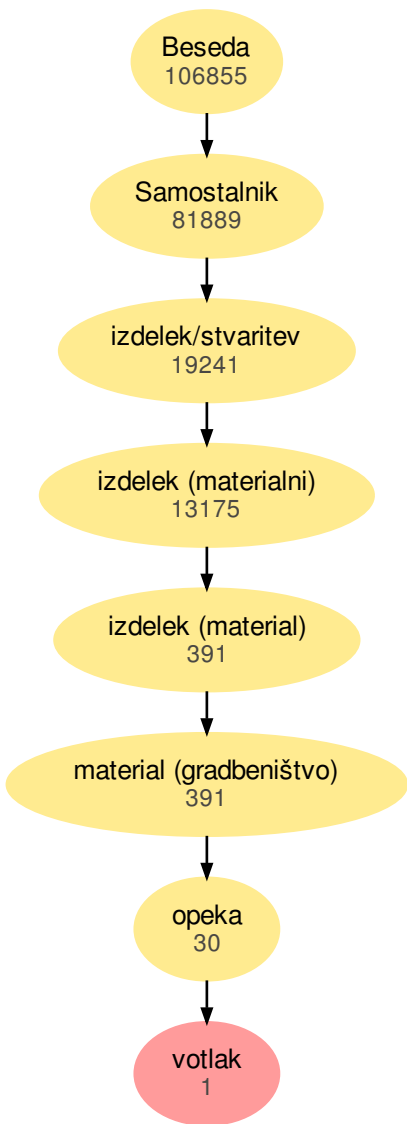 Beseda
106855
Samostalnik
81889
izdelek/stvaritev
19241
izdelek (materialni)
13175
izdelek (material)
391
material (gradbeništvo)
391
opeka
30
votlak
1